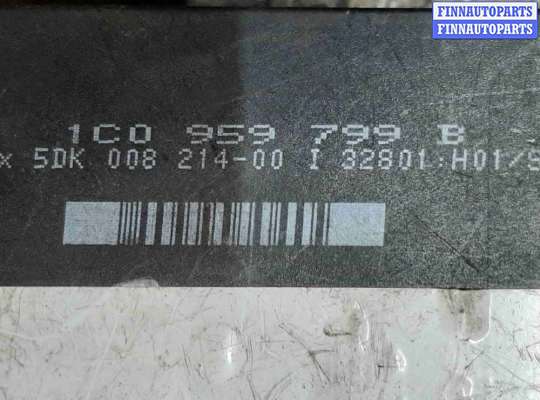 FINNAUTOPARTS
FINNAUTOPARTS
1C0 959 799 B
x 5DK 008 214-00 I 32801:H01/S